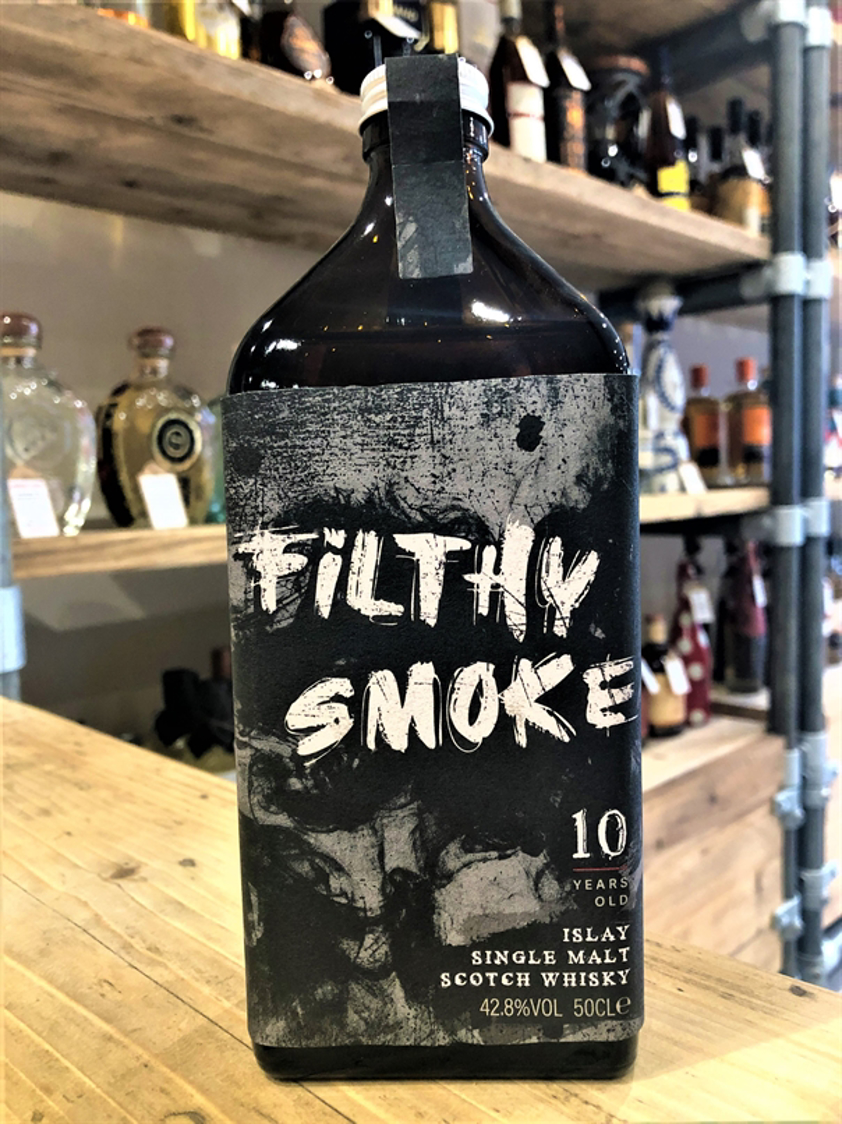 FiLTHY
SMOKE
10
YEARS
OLD
ISLAY
SINGLE MALT
SCOTCH WHISKY
42.8%VOL 50CLe